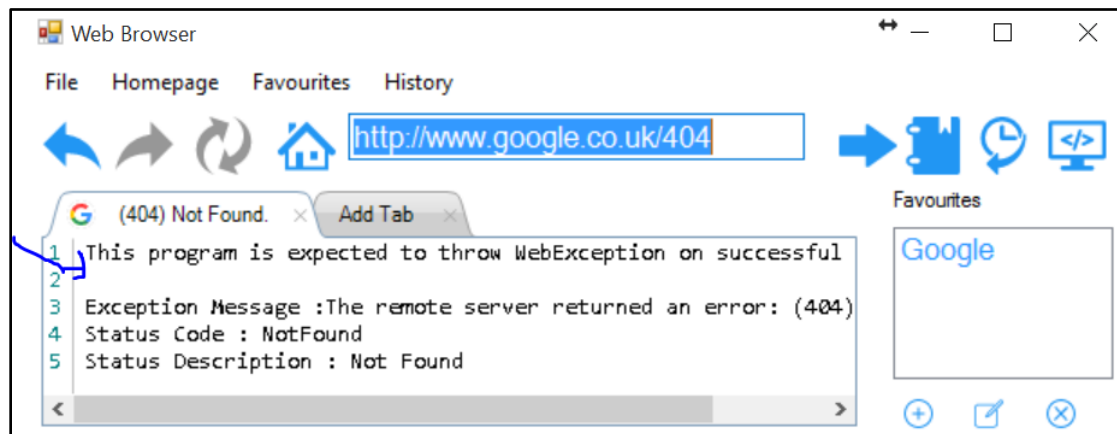 Web Browser
File Homepage Favourites History
http://www.google.co.uk/404
</>
(404) Not Found. Add Tab
Favourites
Google
1 This program is expected to throw WebException on successful
2
3 Exception Message :The remote server returned an error: (404)
4 Status Code : NotFound
5 Status Description : Not Found